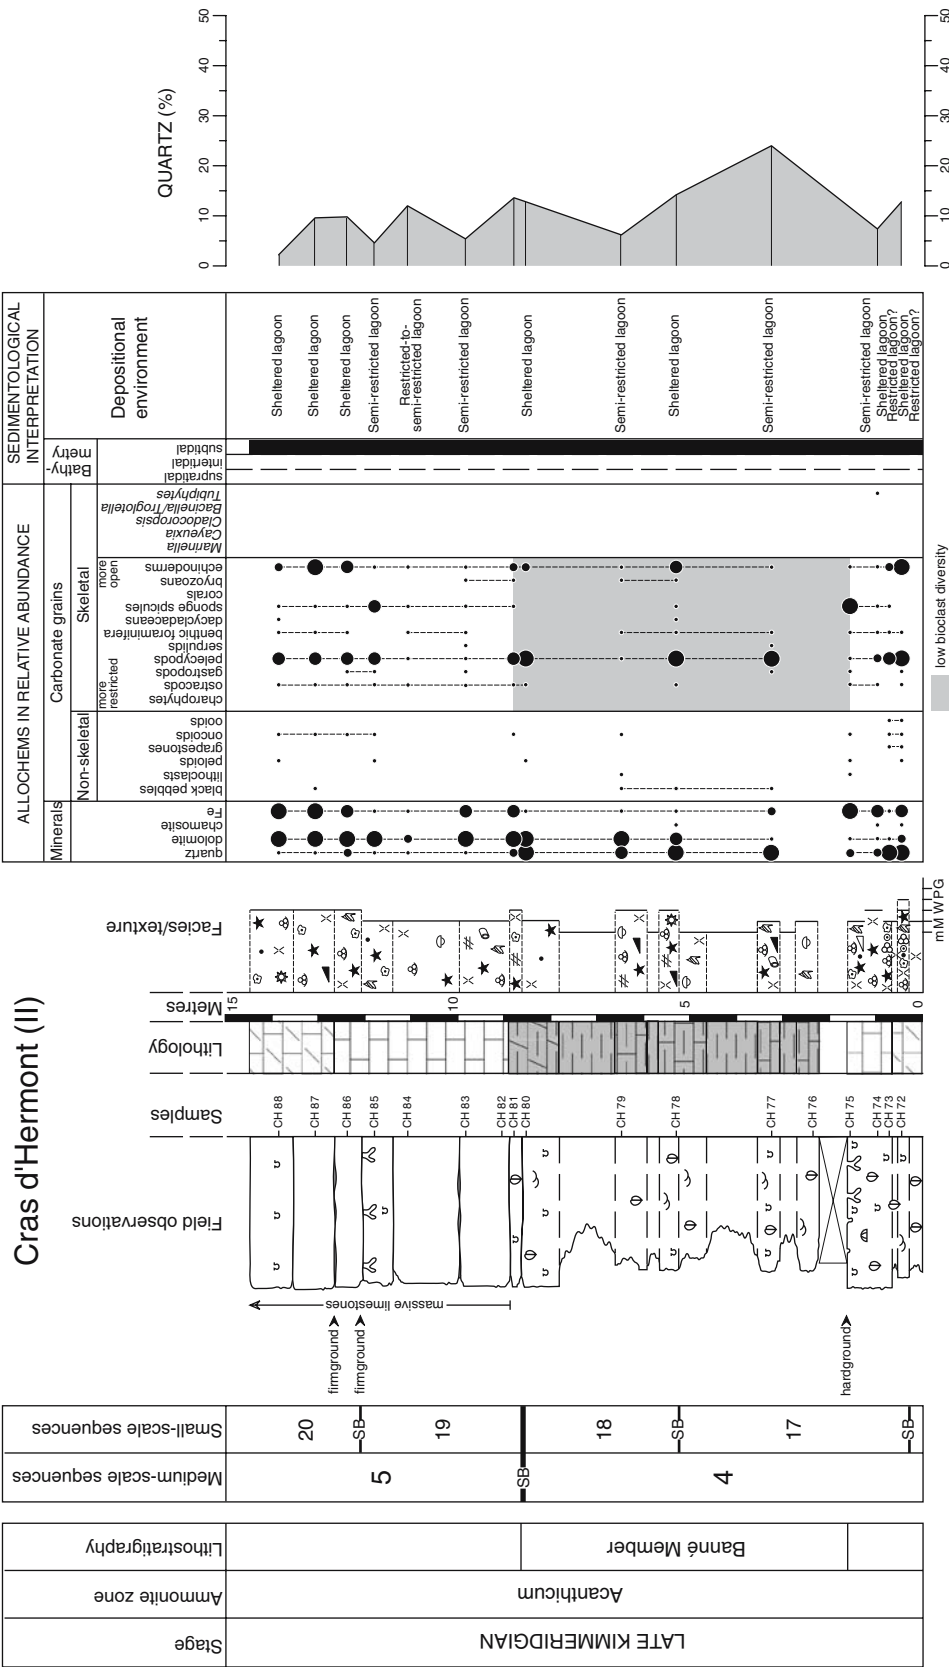 Cras d'Hermont (II)
Stage
Ammonite zone
Lithostratigraphy
Medium-scale sequences
Small-scale sequences
Field observations
Samples
Lithology
Metres
Facies/texture
ALLOCHEMS IN RELATIVE ABUNDANCE
Minerals
Carbonate grains
Non-skeletal
Skeletal
more restricted
more open
quartz
dolomite
chamosite
Fe
black pebbles
lithoclasts
peloids
grapestones
oncoids
ooids
charophytes
ostracods
gastropods
pelecypods
serpulids
benthic foraminifera
dasycladaceans
sponge spicules
corals
bryozoans
echinoderms
Marinella
Cayeuxia
Cladocoropsis
Bacinella/Troglotella
Tubiphytes
SEDIMENTOLOGICAL
INTERPRETATION
Bathy-
metry
supratidal
intertidal
subtidal
Depositional
environment
QUARTZ (%)
0 10 20 30 40 50
LATE KIMMERIDGIAN
Acanthicum
Banné Member
5
4
SB
20
SB
19
18
SB
17
SB
massive limestones
firmground
firmground
hardground
CH 88
CH 87
CH 86
CH 85
CH 84
CH 83
CH 82
CH 81
CH 80
CH 79
CH 78
CH 77
CH 76
CH 75
CH 74
CH 73
CH 72
15
10
5
0
mM W P G
Sheltered lagoon
Sheltered lagoon
Sheltered lagoon
Semi-restricted lagoon
Restricted-to-
semi-restricted lagoon
Semi-restricted lagoon
Sheltered lagoon
Semi-restricted lagoon
Sheltered lagoon
Semi-restricted lagoon
Semi-restricted lagoon
Sheltered lagoon
Restricted lagoon?
Sheltered lagoon
Restricted lagoon?
0 10 20 30 40 50
low bioclast diversity